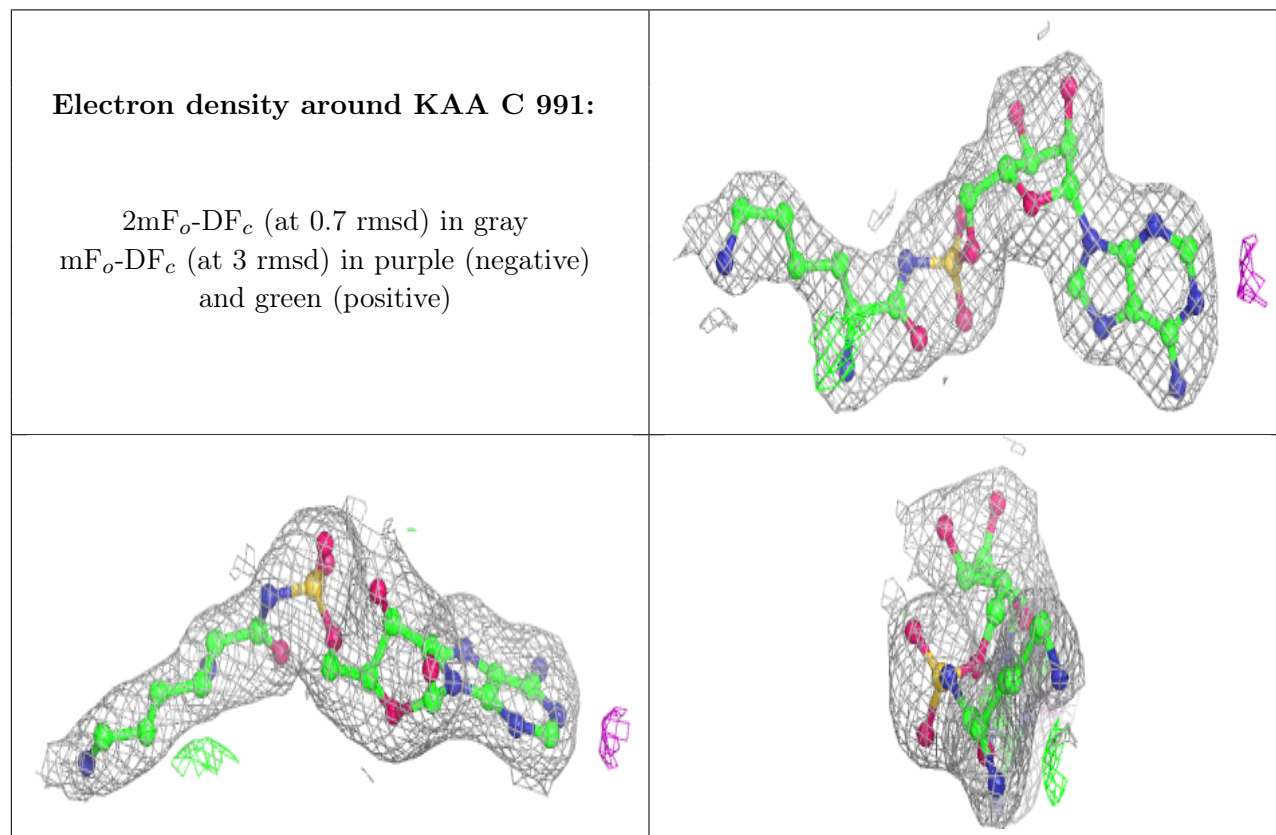 Electron density around KAA C 991:
2mFₒ-DF𝒸 (at 0.7 rmsd) in gray
mFₒ-DF𝒸 (at 3 rmsd) in purple (negative)
and green (positive)